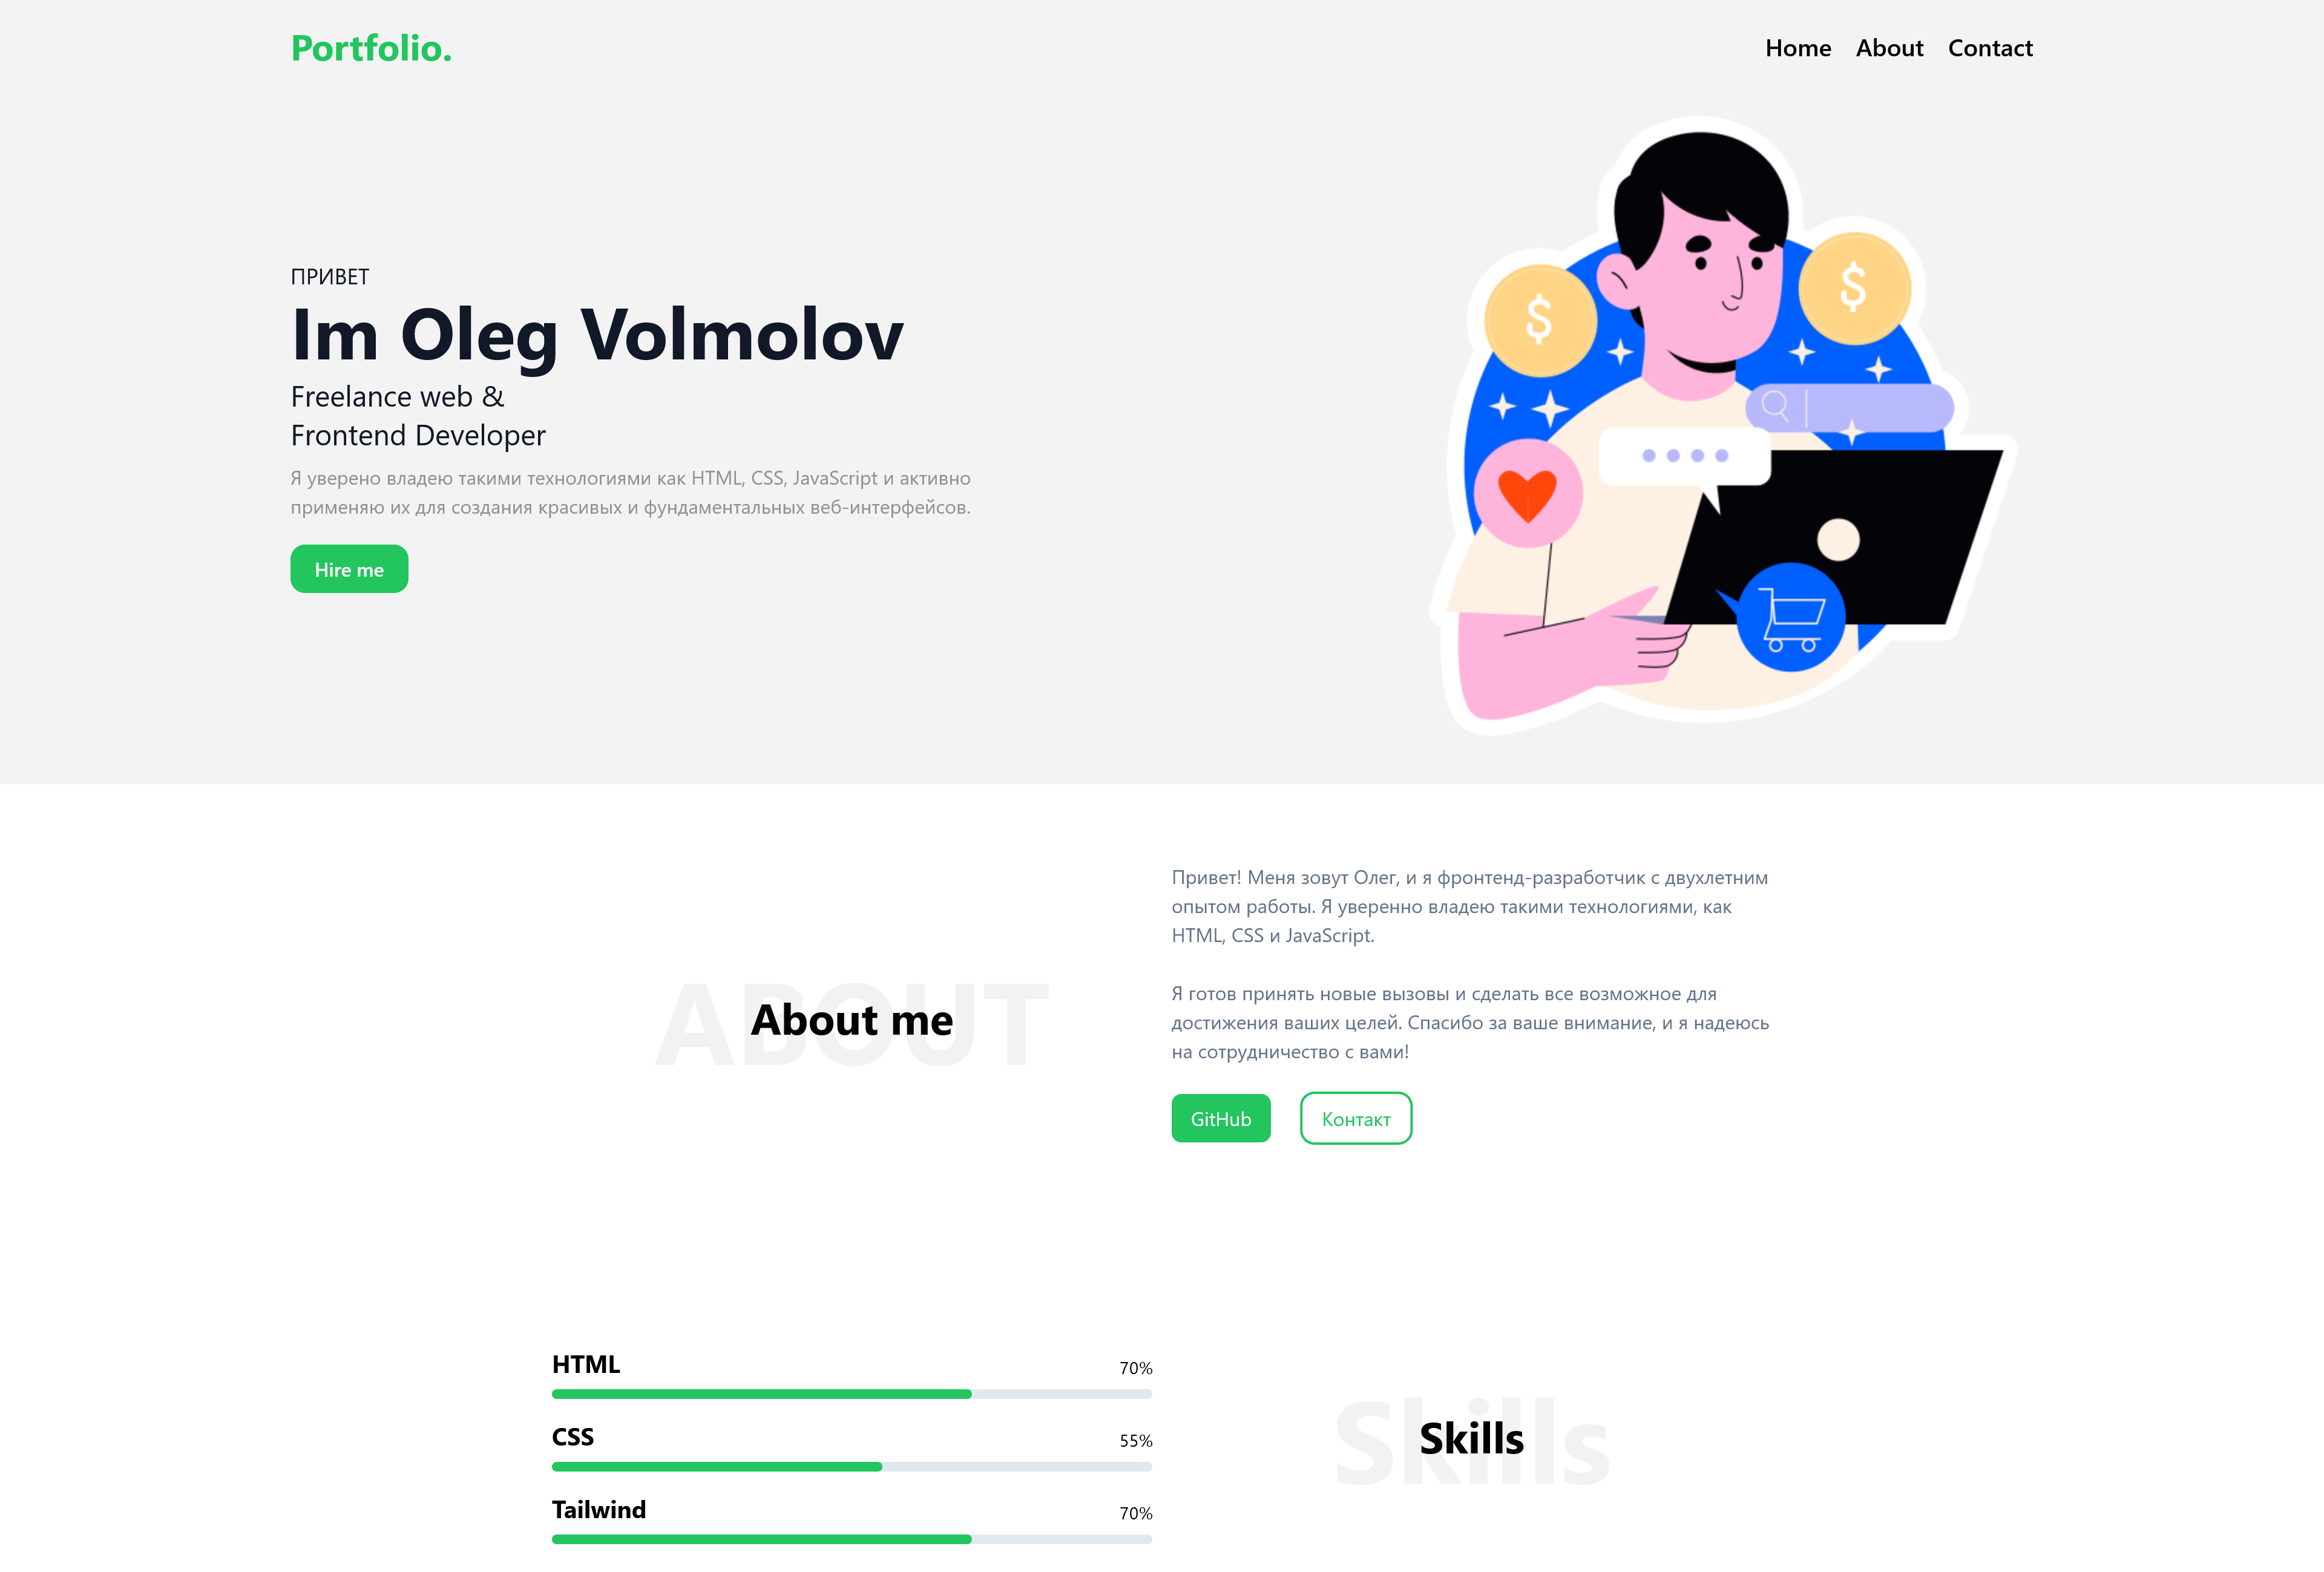 Portfolio.
Home About Contact
ПРИВЕТ
Im Oleg Volmolov
Freelance web &
Frontend Developer
Я уверено владею такими технологиями как HTML, CSS, JavaScript и активно
применяю их для создания красивых и фундаментальных веб-интерфейсов.
Hire me
$
$
ABOUT
About me
Привет! Меня зовут Олег, и я фронтенд-разработчик с двухлетним
опытом работы. Я уверенно владею такими технологиями, как
HTML, CSS и JavaScript.
Я готов принять новые вызовы и сделать все возможное для
достижения ваших целей. Спасибо за ваше внимание, и я надеюсь
на сотрудничество с вами!
GitHub Контакт
HTML 70%
CSS 55%
Tailwind 70%
Skills
Skills